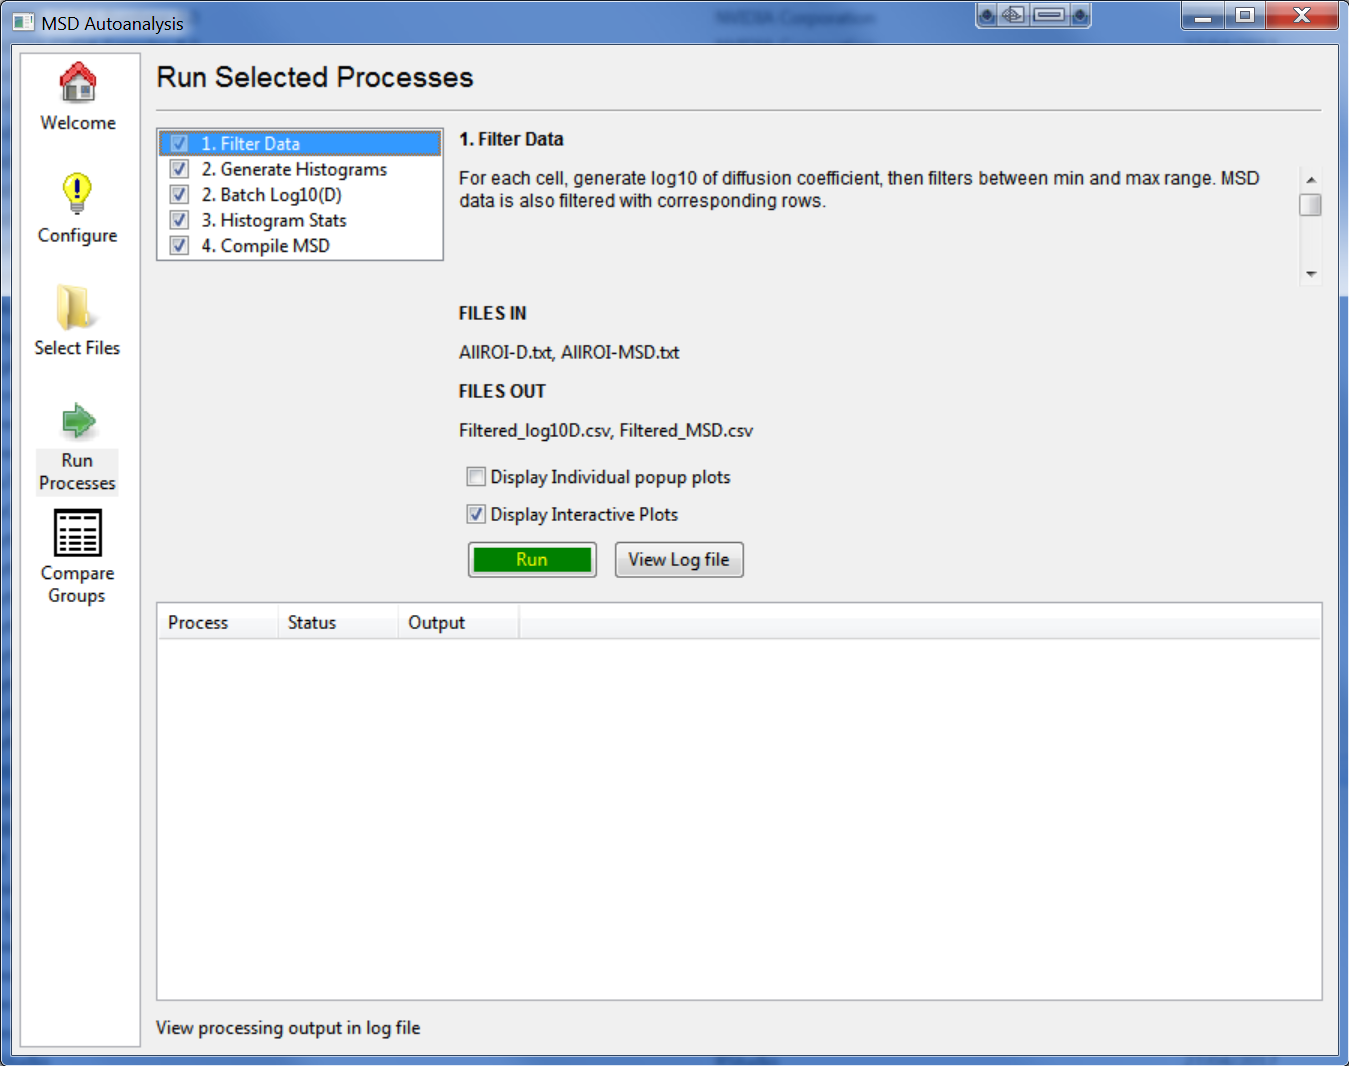 MSD Autoanalysis
Welcome
Configure
Select Files
Run
Processes
Compare
Groups
Run Selected Processes
1. Filter Data
2. Generate Histograms
2. Batch Log10(D)
3. Histogram Stats
4. Compile MSD
1. Filter Data
For each cell, generate log10 of diffusion coefficient, then filters between min and max range. MSD
data is also filtered with corresponding rows.
FILES IN
AllROI-D.txt, AllROI-MSD.txt
FILES OUT
Filtered_log10D.csv, Filtered_MSD.csv
Display Individual popup plots
Display Interactive Plots
Run
View Log file
Process Status Output
View processing output in log file